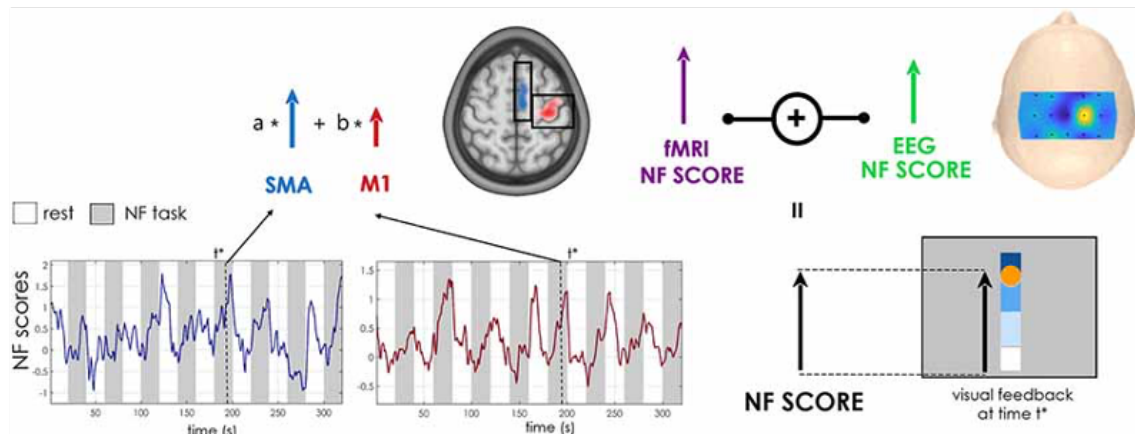 a * + b *
SMA M1
fMRI
NF SCORE
+
EEG
NF SCORE
=
rest NF task
t*
t*
NF scores
2
1.5
1
0.5
0
-0.5
-1
50 100 150 200 250 300
time (s)
1.5
1
0.5
0
-0.5
50 100 150 200 250 300
time (s)
NF SCORE
visual feedback
at time t*